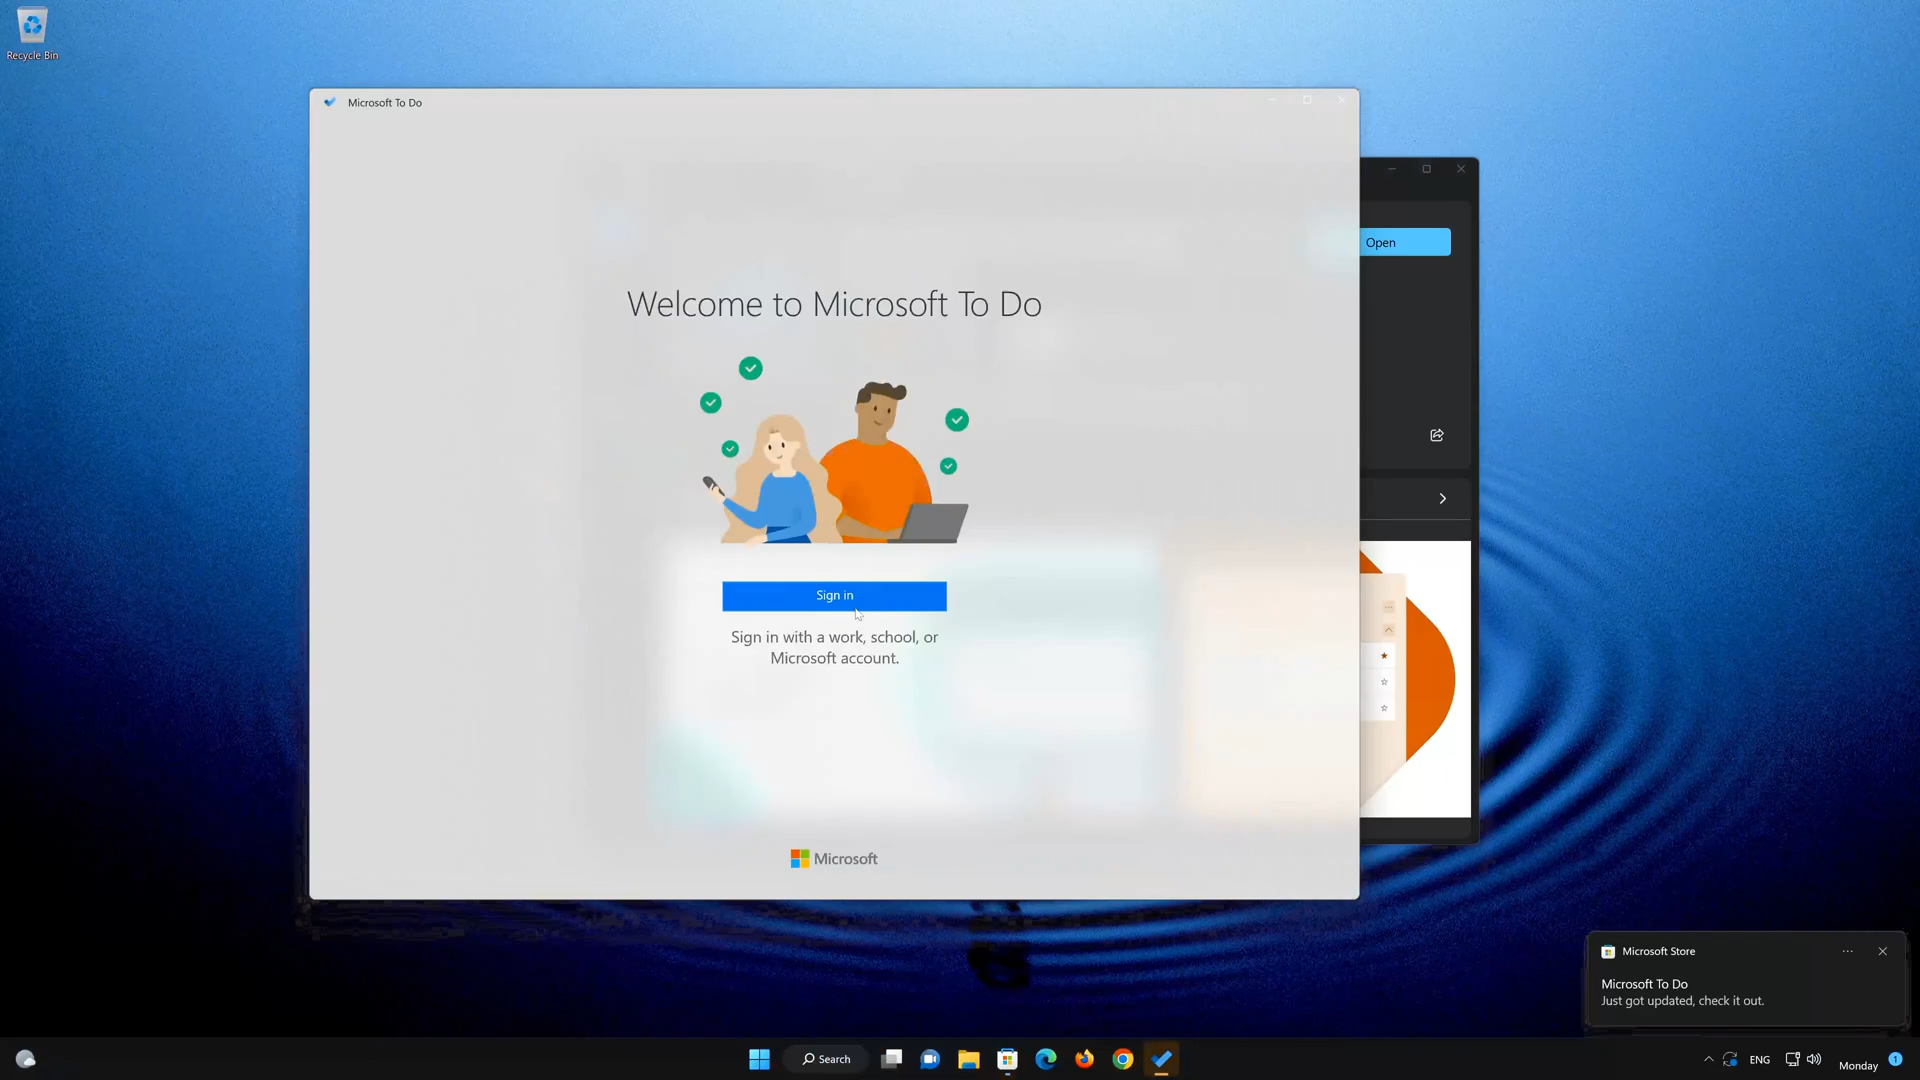 Recycle Bin
Microsoft To Do
Open
Welcome to Microsoft To Do
Sign in
Sign in with a work, school, or
Microsoft account.
Microsoft
Microsoft Store
Microsoft To Do
Just got updated, check it out.
Search
ENG
Monday
1